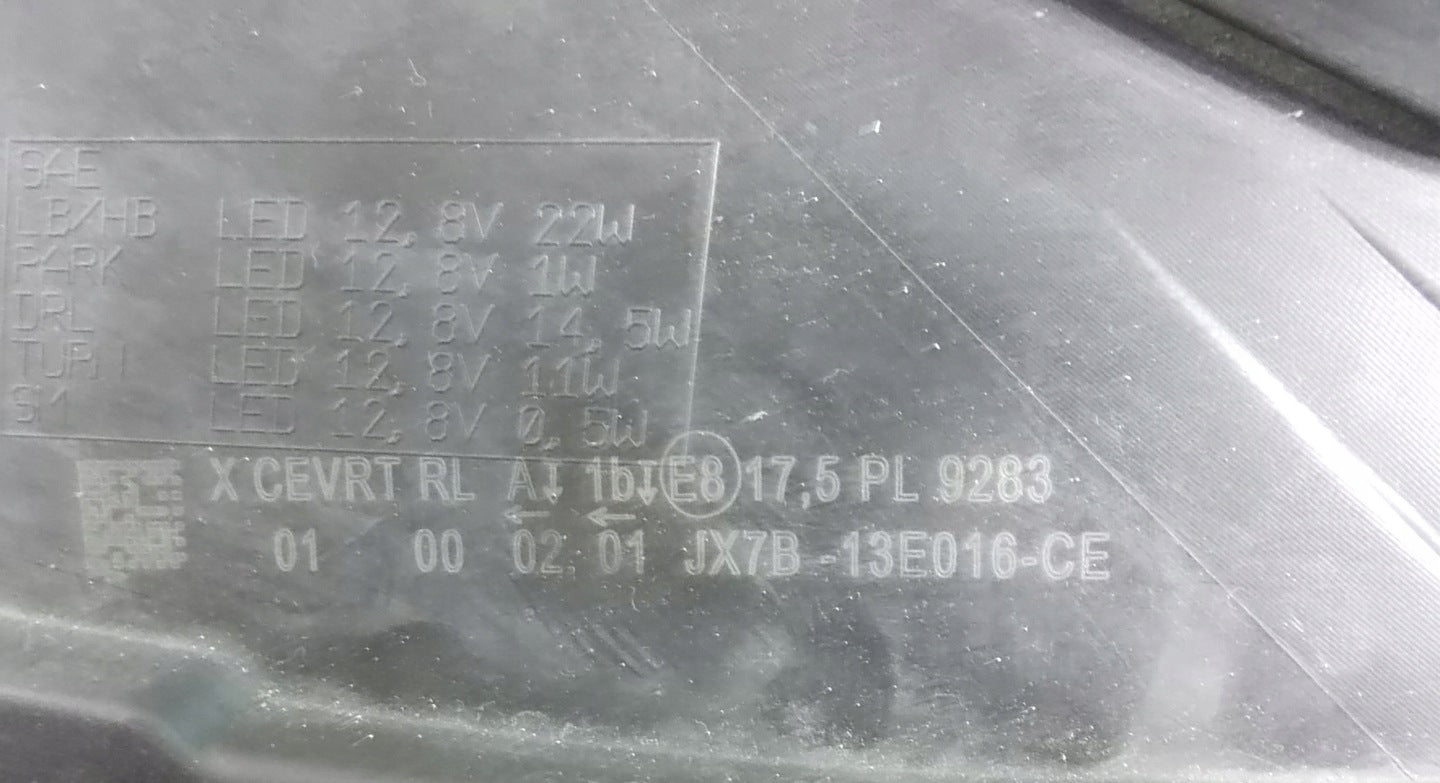 SAE
LB/HB LED 12,8V 22W
PARK LED 12,8V 1W
DRL LED 12,8V 14,5W
TURN LED 12,8V 11W
SM LED 12,8V 0,5W
X CEVRT RL A↓ 1b↓ E8 17,5 PL 9283
← ←
01 00 02 01 JX7B-13E016-CE